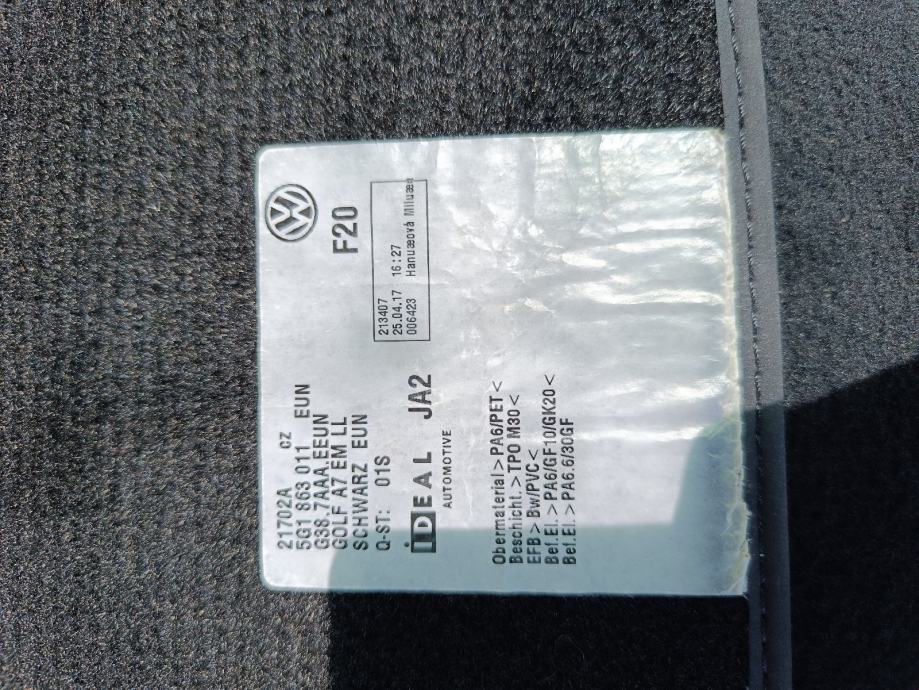 21702A CZ
5G1 863 011 EUN
G38.7AAA.EEUN
GOLF A7 EM LL
SCHWARZ EUN
Q-ST: 01S
iDEAL JA2
AUTOMOTIVE
F20
213407
25.04.17 16:27
006423
Obermaterial > PA6/PET <
Beschicht. > TPO M30 <
EFB > Bw/PVC <
Bef.El. > PA6/GF10/GK20 <
Bef.El. > PA6.6/30GF